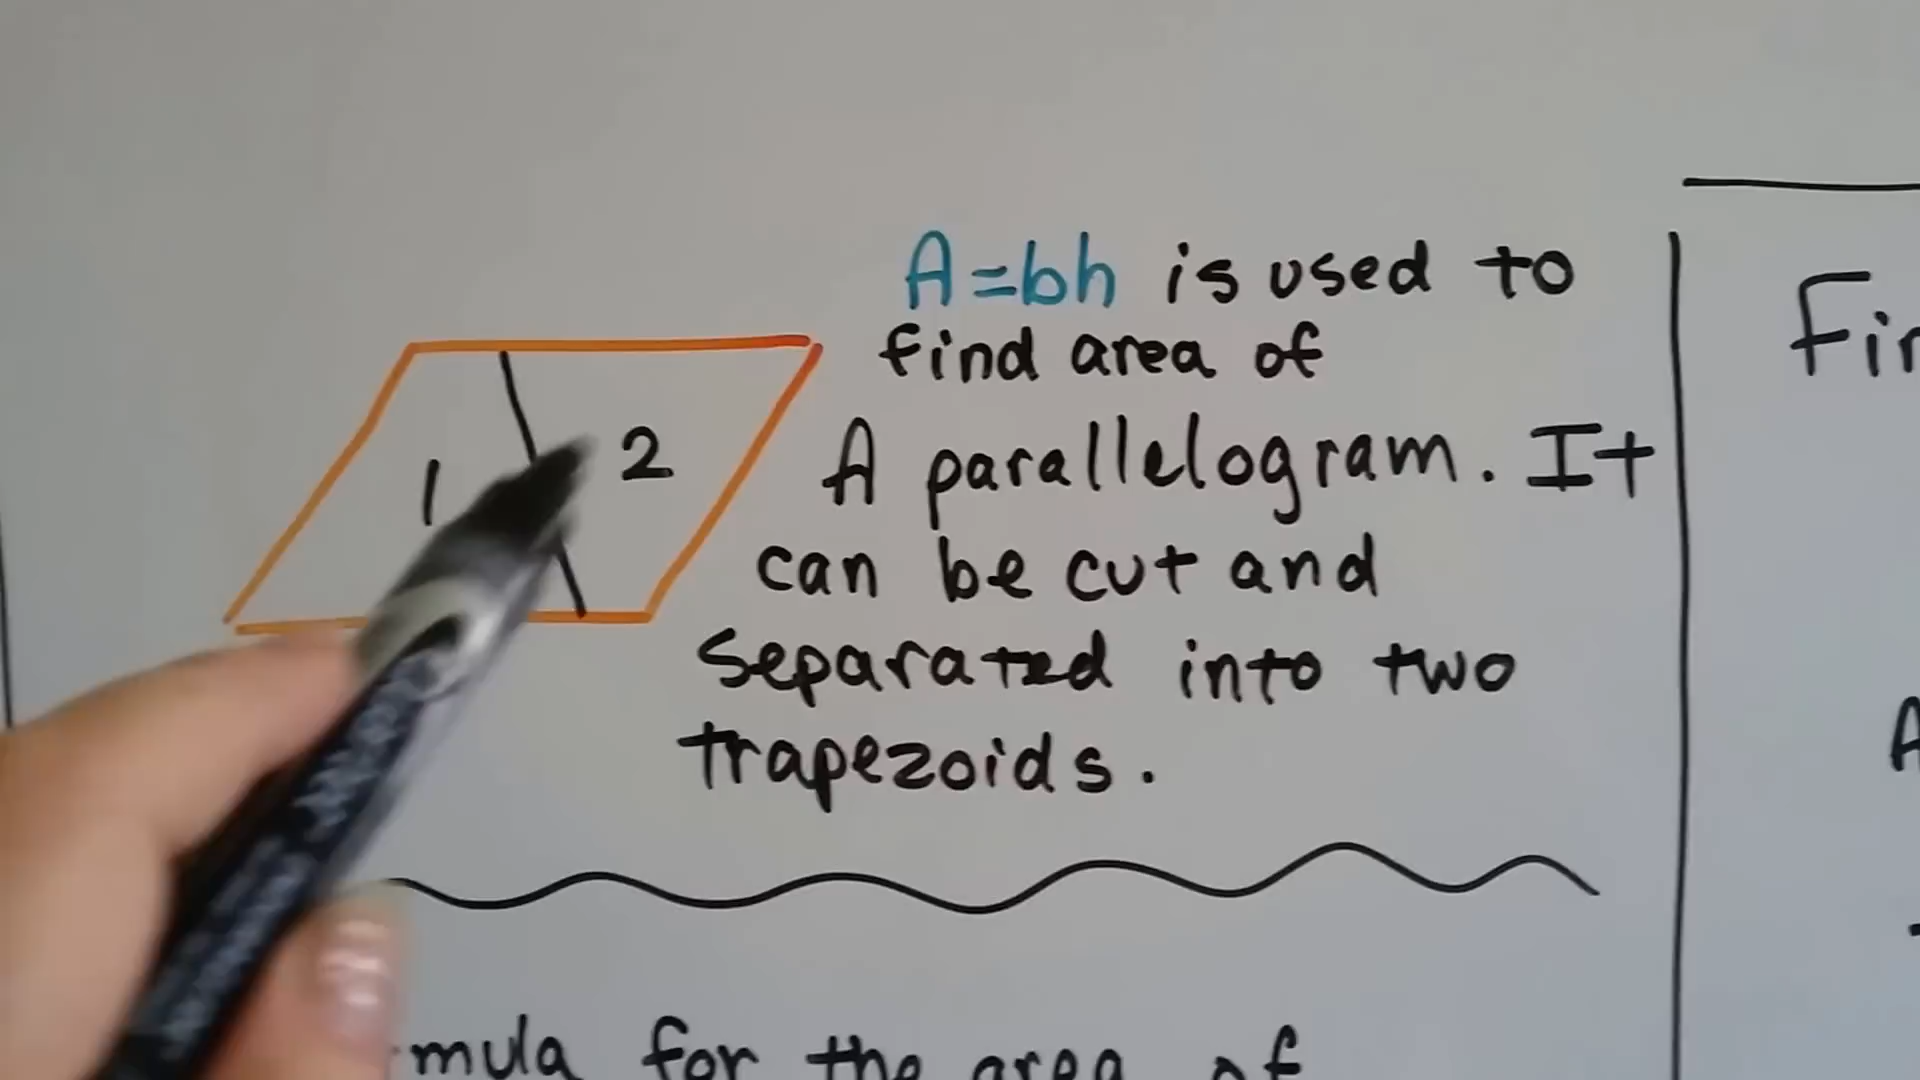 A=bh is used to
find area of
A parallelogram. It
can be cut and
separated into two
trapezoids.
1
2
for the area of